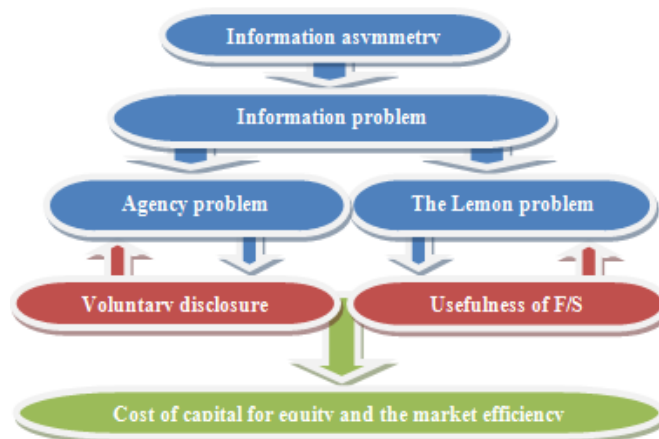 Information asymmetry
Information problem
Agency problem
The Lemon problem
Voluntary disclosure
Usefulness of F/S
Cost of capital for equity and the market efficiency